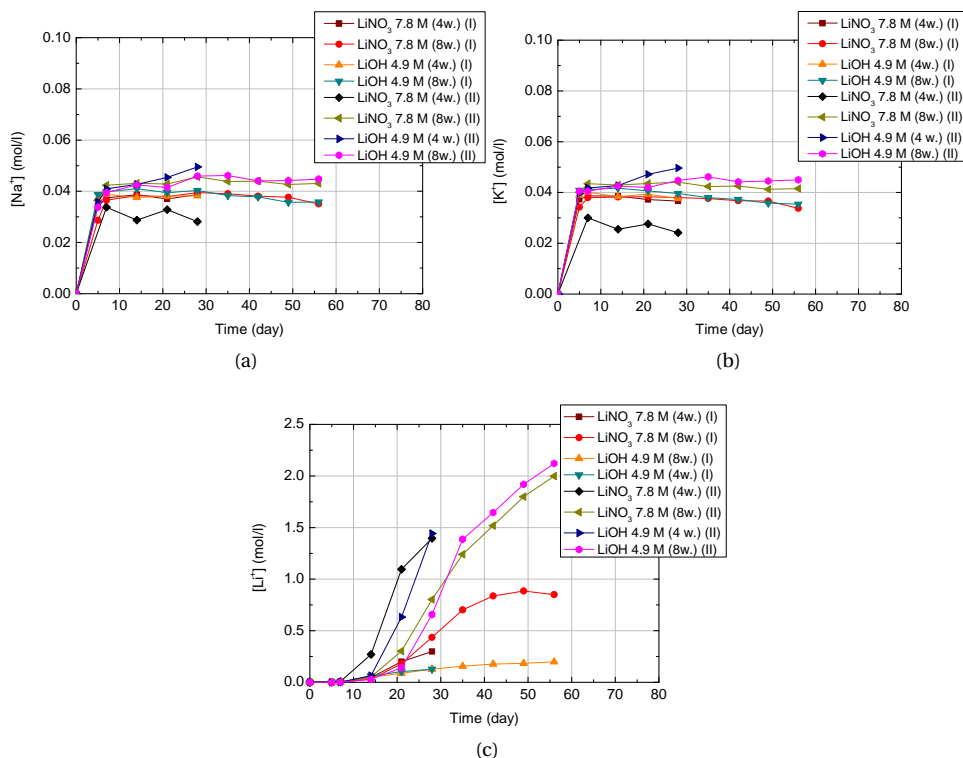 LiNO₃ 7.8 M (4w.) (I)
LiNO₃ 7.8 M (8w.) (I)
LiOH 4.9 M (4w.) (I)
LiOH 4.9 M (8w.) (I)
LiNO₃ 7.8 M (4w.) (II)
LiNO₃ 7.8 M (8w.) (II)
LiOH 4.9 M (4 w.) (II)
LiOH 4.9 M (8w.) (II)
[Na⁺] (mol/l)
0.10
0.08
0.06
0.04
0.02
0.00
0 10 20 30 40 50 60 70 80
Time (day)
(a)
LiNO₃ 7.8 M (4w.) (I)
LiNO₃ 7.8 M (8w.) (I)
LiOH 4.9 M (4w.) (I)
LiOH 4.9 M (8w.) (I)
LiNO₃ 7.8 M (4w.) (II)
LiNO₃ 7.8 M (8w.) (II)
LiOH 4.9 M (4 w.) (II)
LiOH 4.9 M (8w.) (II)
[K⁺] (mol/l)
0.10
0.08
0.06
0.04
0.02
0.00
0 10 20 30 40 50 60 70 80
Time (day)
(b)
LiNO₃ 7.8 M (4w.) (I)
LiNO₃ 7.8 M (8w.) (I)
LiOH 4.9 M (8w.) (I)
LiOH 4.9 M (4w.) (I)
LiNO₃ 7.8 M (4w.) (II)
LiNO₃ 7.8 M (8w.) (II)
LiOH 4.9 M (4 w.) (II)
LiOH 4.9 M (8w.) (II)
[Li⁺] (mol/l)
2.5
2.0
1.5
1.0
0.5
0.0
0 10 20 30 40 50 60 70 80
Time (day)
(c)